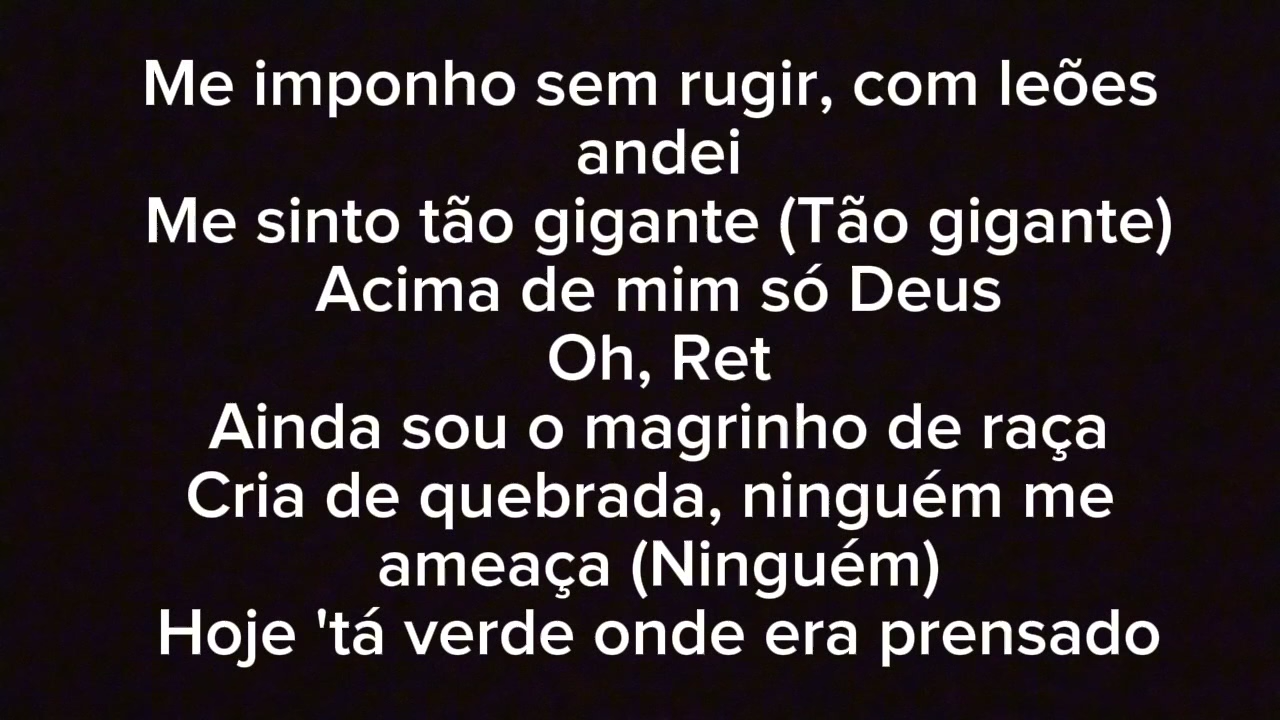 Me imponho sem rugir, com leões
andei
Me sinto tão gigante (Tão gigante)
Acima de mim só Deus
Oh, Ret
Ainda sou o magrinho de raça
Cria de quebrada, ninguém me
ameaça (Ninguém)
Hoje 'tá verde onde era prensado